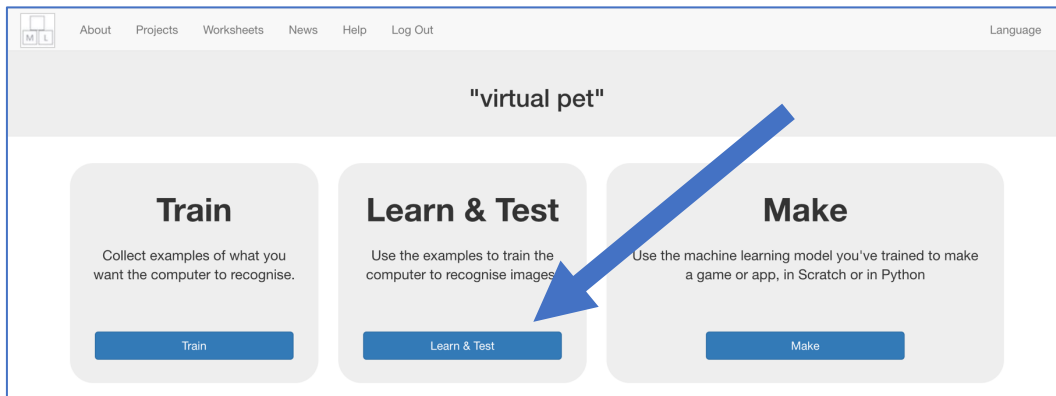 M L
About Projects Worksheets News Help Log Out Language
"virtual pet"
Train
Collect examples of what you
want the computer to recognise.
Train
Learn & Test
Use the examples to train the
computer to recognise images
Learn & Test
Make
Use the machine learning model you've trained to make
a game or app, in Scratch or in Python
Make